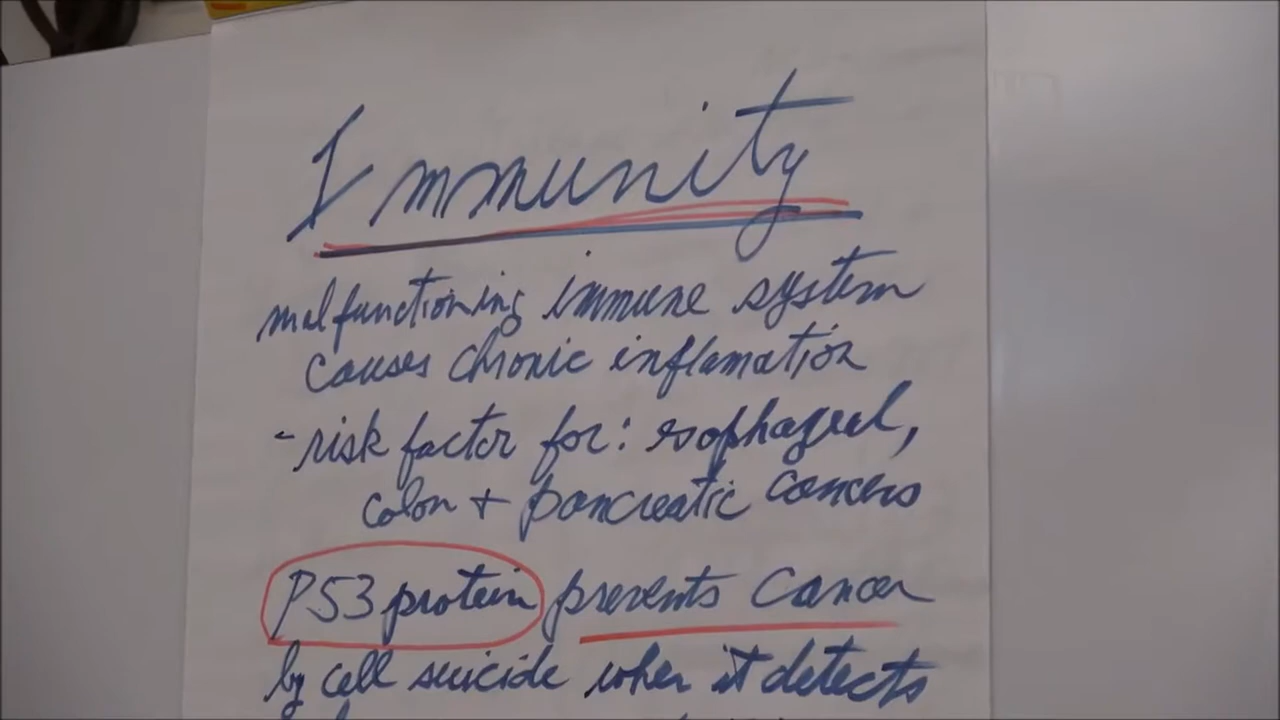 Immunity
malfunctioning immune system
causes chronic inflamation
- risk factor for: esophageal,
colon + pancreatic cancers
P53 protein prevents cancer
by cell suicide when it detects